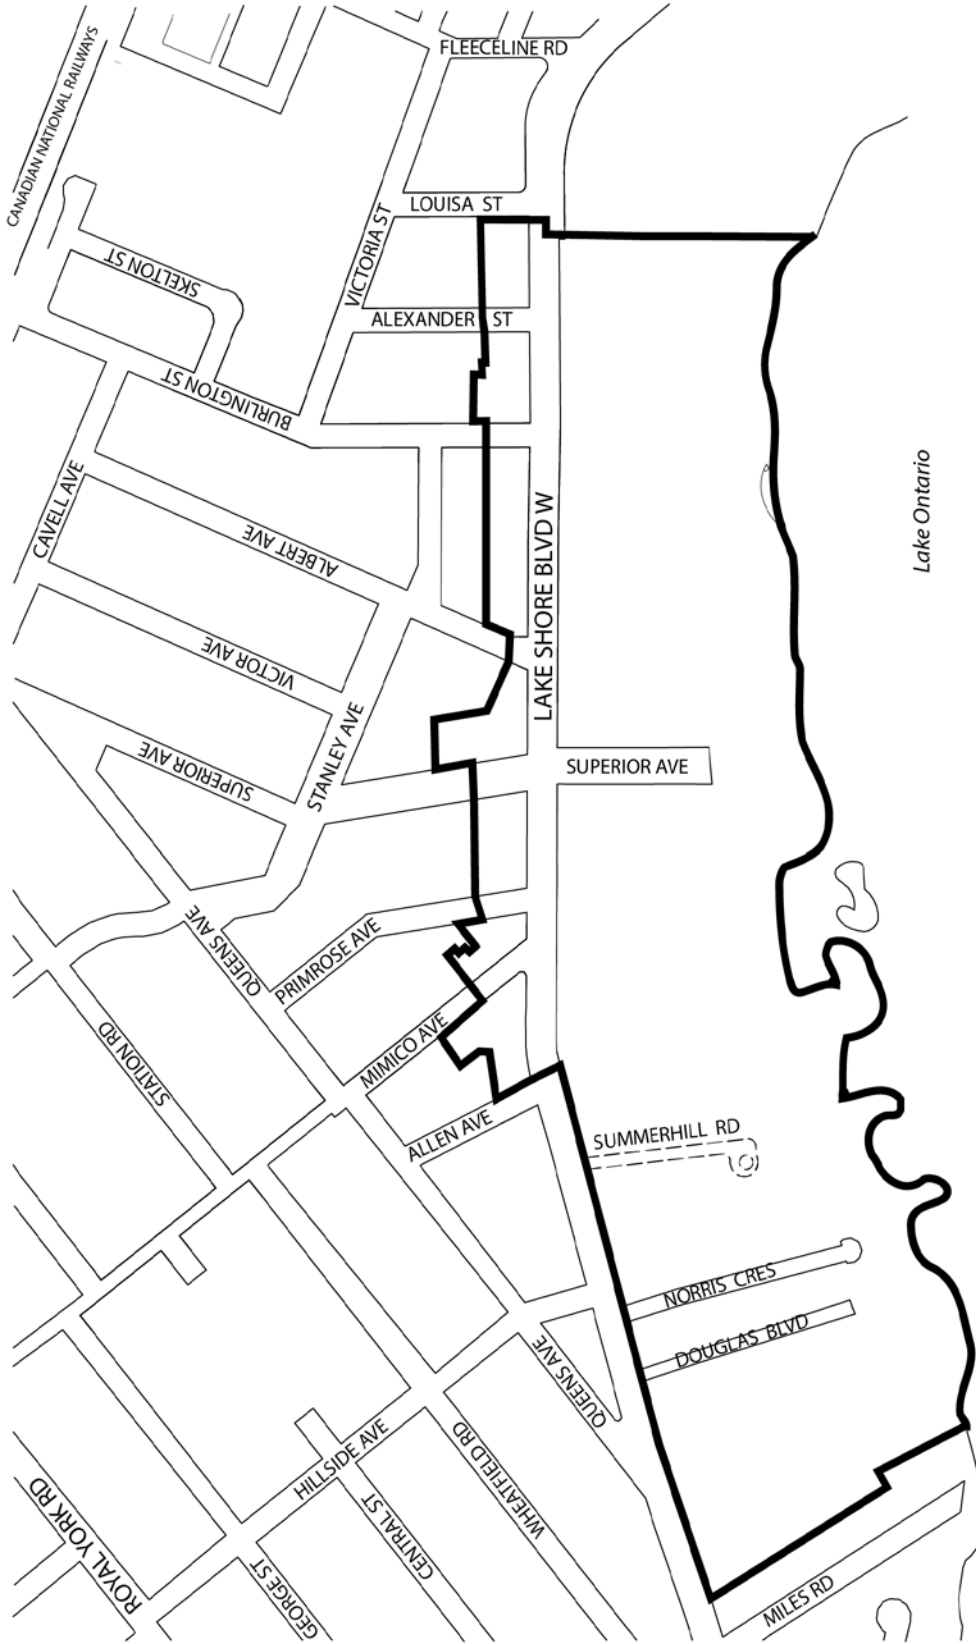 FLEECELINE RD
CANADIAN NATIONAL RAILWAYS
LOUISA ST
VICTORIA ST
SKELTON ST
ALEXANDER ST
BURLINGTON ST
CAVELL AVE
ALBERT AVE
LAKE SHORE BLVD W
Lake Ontario
VICTOR AVE
STANLEY AVE
SUPERIOR AVE
SUPERIOR AVE
QUEENS AVE
PRIMROSE AVE
STATION RD
MIMICO AVE
ALLEN AVE
SUMMERHILL RD
NORRIS CRES
DOUGLAS BLVD
QUEENS AVE
HILLSIDE AVE
WHEATFIELD RD
ROYAL YORK RD
CENTRAL ST
GEORGE ST
MILES RD